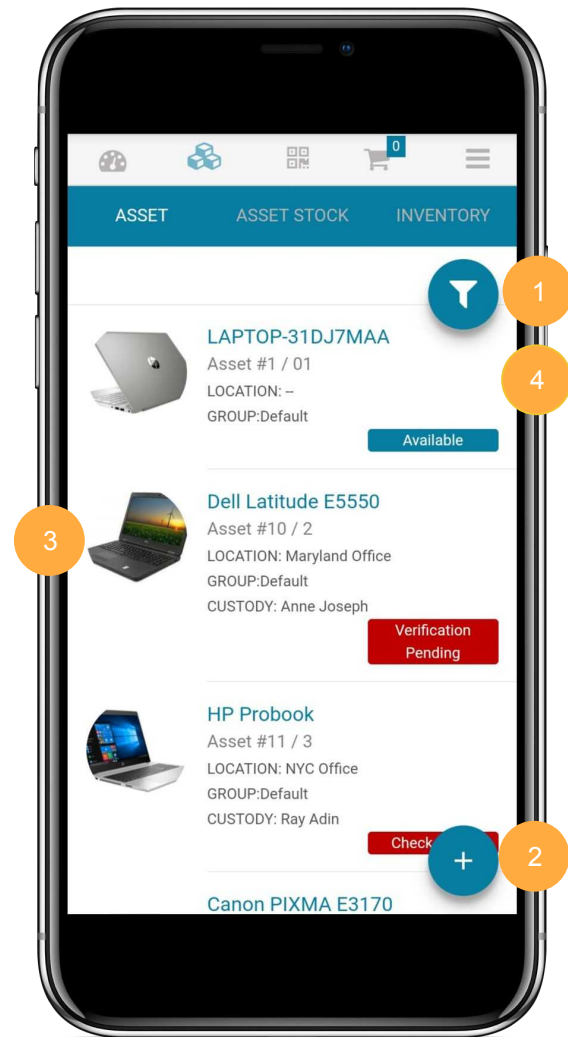 0
ASSET ASSET STOCK INVENTORY
1
LAPTOP-31DJ7MAA
Asset #1 / 01
4
LOCATION: –
GROUP:Default
Available
Dell Latitude E5550
Asset #10 / 2
3
LOCATION: Maryland Office
GROUP:Default
CUSTODY: Anne Joseph
Verification
Pending
HP Probook
Asset #11 / 3
LOCATION: NYC Office
GROUP:Default
CUSTODY: Ray Adin
Check
+
2
Canon PIXMA E3170